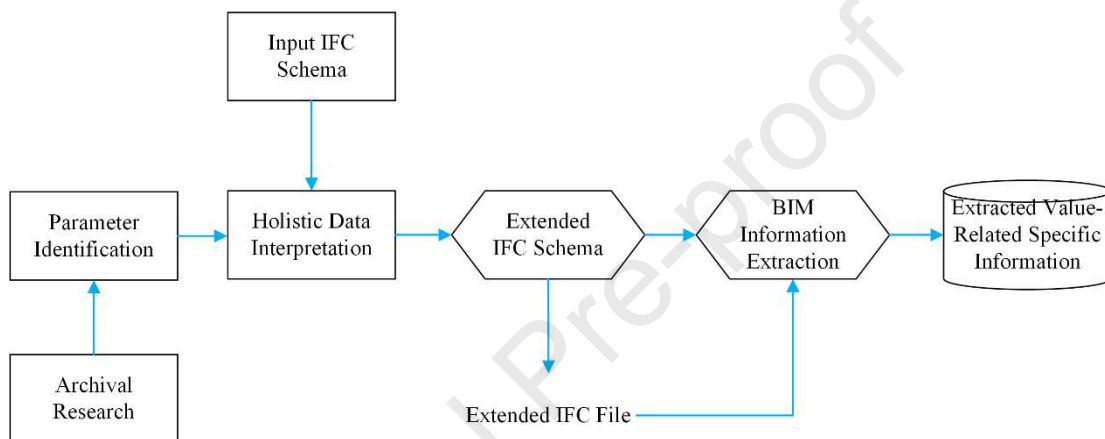 Input IFC
Schema
Parameter
Identification
Holistic Data
Interpretation
Extended
IFC Schema
BIM
Information
Extraction
Extracted Value-
Related Specific
Information
Archival
Research
Extended IFC File
l Pre-proof